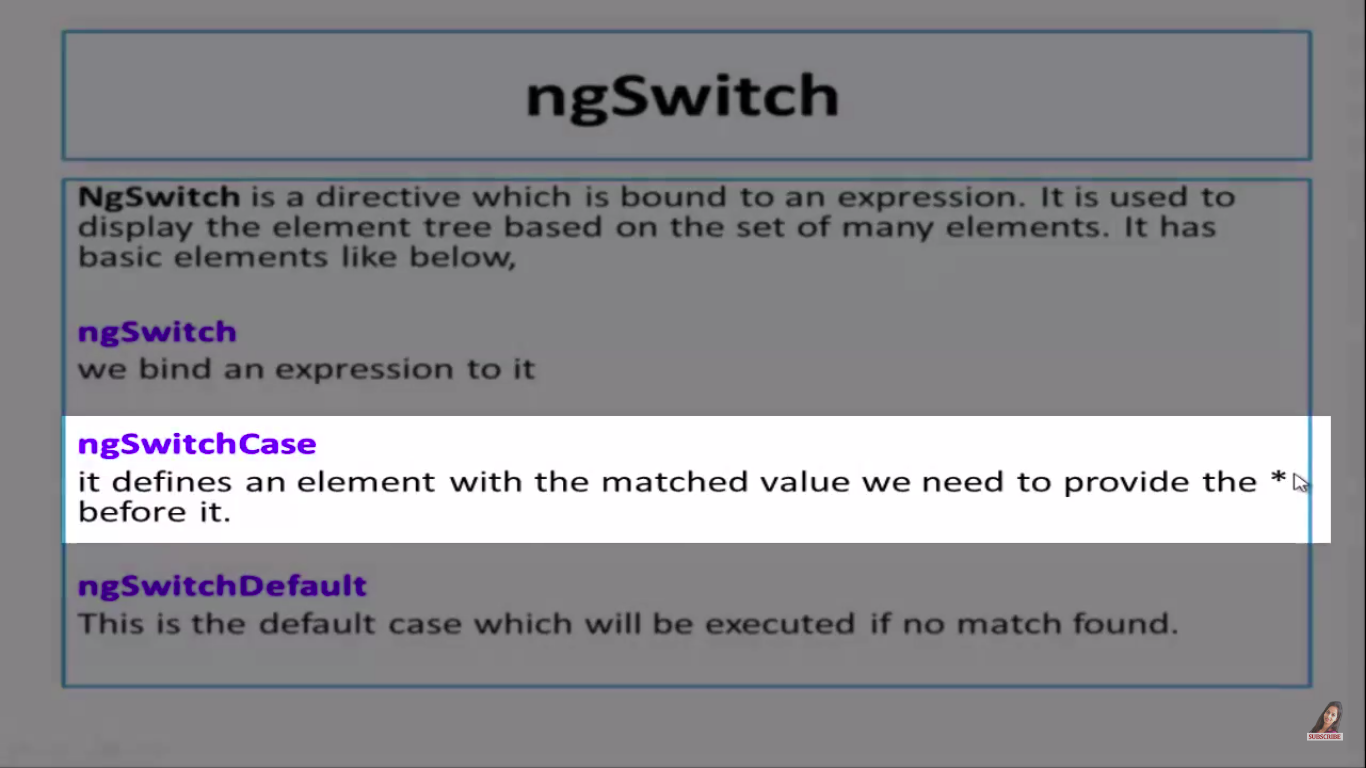 ngSwitch
NgSwitch is a directive which is bound to an expression. It is used to
display the element tree based on the set of many elements. It has
basic elements like below,
ngSwitch
we bind an expression to it
ngSwitchCase
it defines an element with the matched value we need to provide the *
before it.
ngSwitchDefault
This is the default case which will be executed if no match found.
SUBSCRIBE